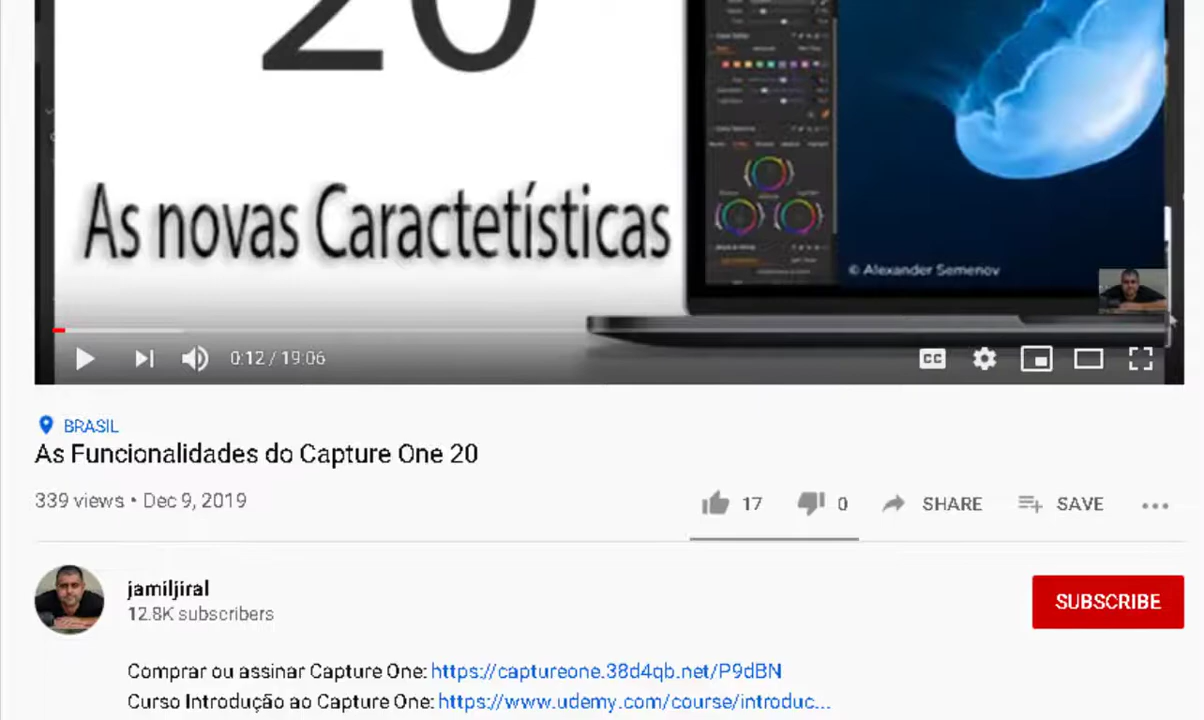 20
As novas Caractetísticas
© Alexander Semenov
0:12 / 19:06
CC
BRASIL
As Funcionalidades do Capture One 20
339 views • Dec 9, 2019
17 0 SHARE SAVE
jamiljiral
12.8K subscribers
SUBSCRIBE
Comprar ou assinar Capture One: https://captureone.38d4qb.net/P9dBN
Curso Introdução ao Capture One: https://www.udemy.com/course/introduc...